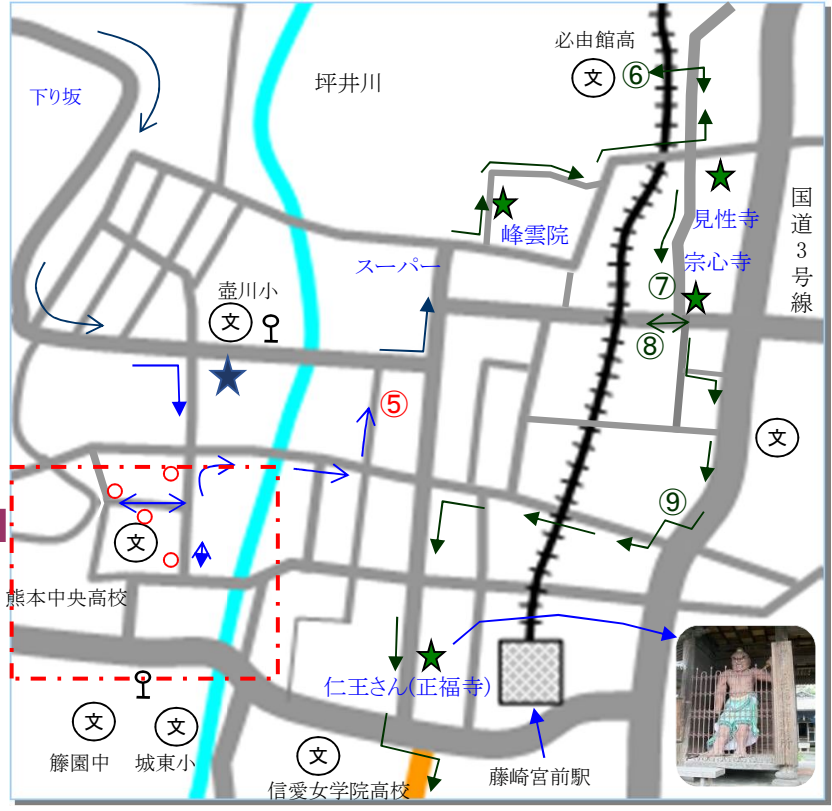 必由館高
文
⑥
坪井川
下り坂
国道3号線
見性寺
峰雲院
宗心寺
スーパー
⑦
壺川小
文
⑧
⑤
文
⑨
文
熊本中央高校
仁王さん(正福寺)
文
文
籐園中
城東小
文
信愛女学院高校
藤崎宮前駅